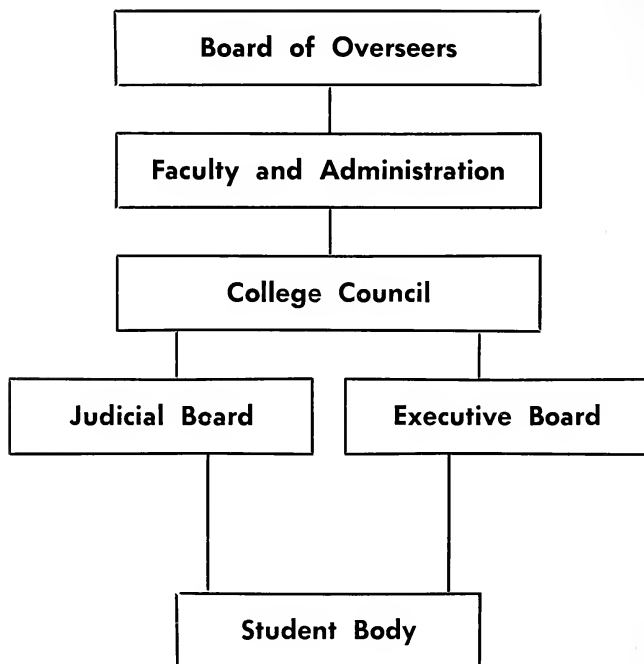 Board of Overseers
Faculty and Administration
College Council
Judicial Board
Executive Board
Student Body